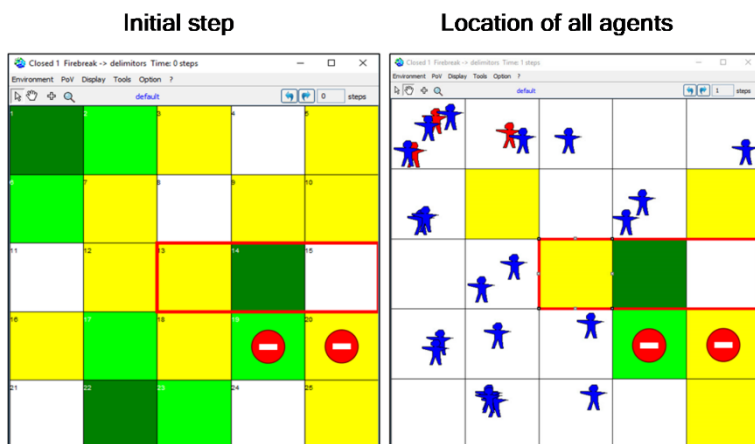 Initial step
Location of all agents
Closed 1 Firebreak -> delimitors Time: 0 steps
Environment PoV Display Tools Option ?
default
0 steps
1 2 3 4 5
6 7 8 9 10
11 12 13 14 15
16 17 18 19 20
21 22 23 24 25
Closed 1 Firebreak -> delimitors Time: 1 steps
Environment PoV Display Tools Option ?
default
1 steps